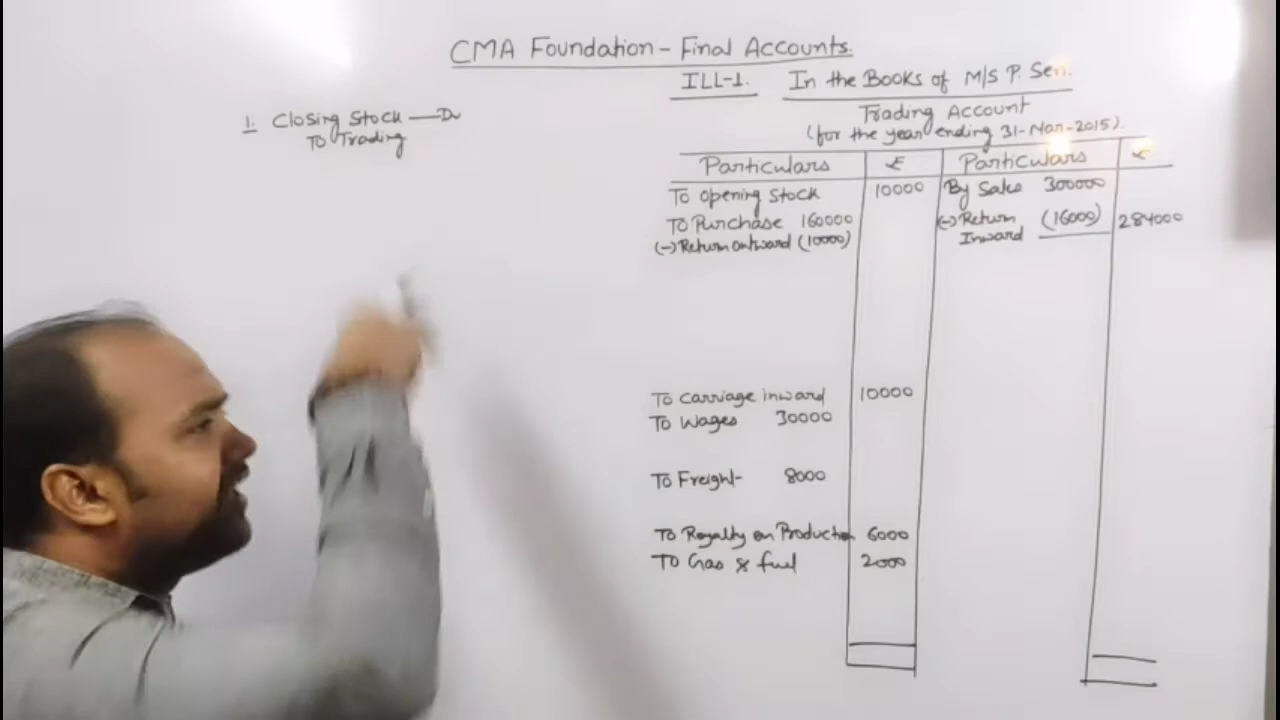 CMA Foundation - Final Accounts.
ILL-1. In the Books of M/S P. Sen.
Trading Account
(for the year ending 31-Mar-2015).
1. Closing Stock — Dr
To Trading
Particulars ₹ Particulars ₹
To Opening Stock 10000 By Sales 300000
To Purchase 160000 (-) Return (16000) 284000
(-) Return outward (10000) Inward
To Carriage inward 10000
To Wages 30000
To Freight- 8000
To Royalty on Production 6000
To Gas & fuel 2000